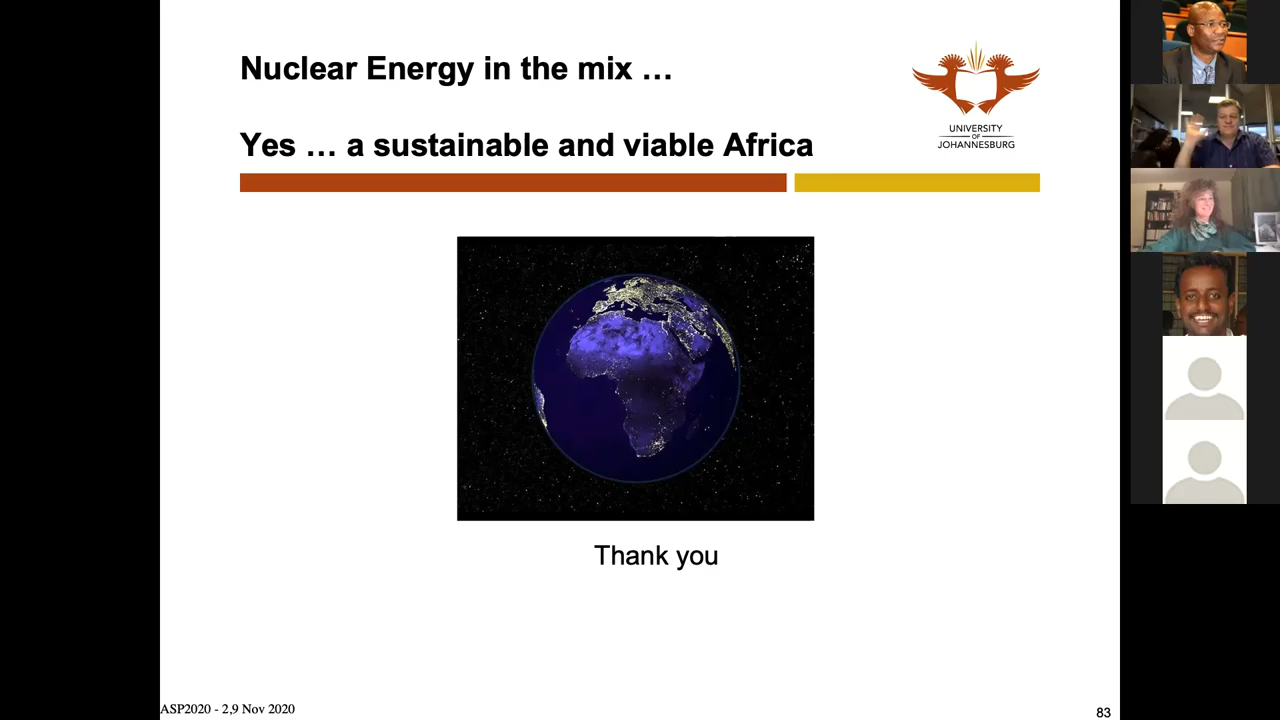 Nuclear Energy in the mix …
Yes … a sustainable and viable Africa
UNIVERSITY
OF
JOHANNESBURG
Thank you
ASP2020 - 2,9 Nov 2020
83